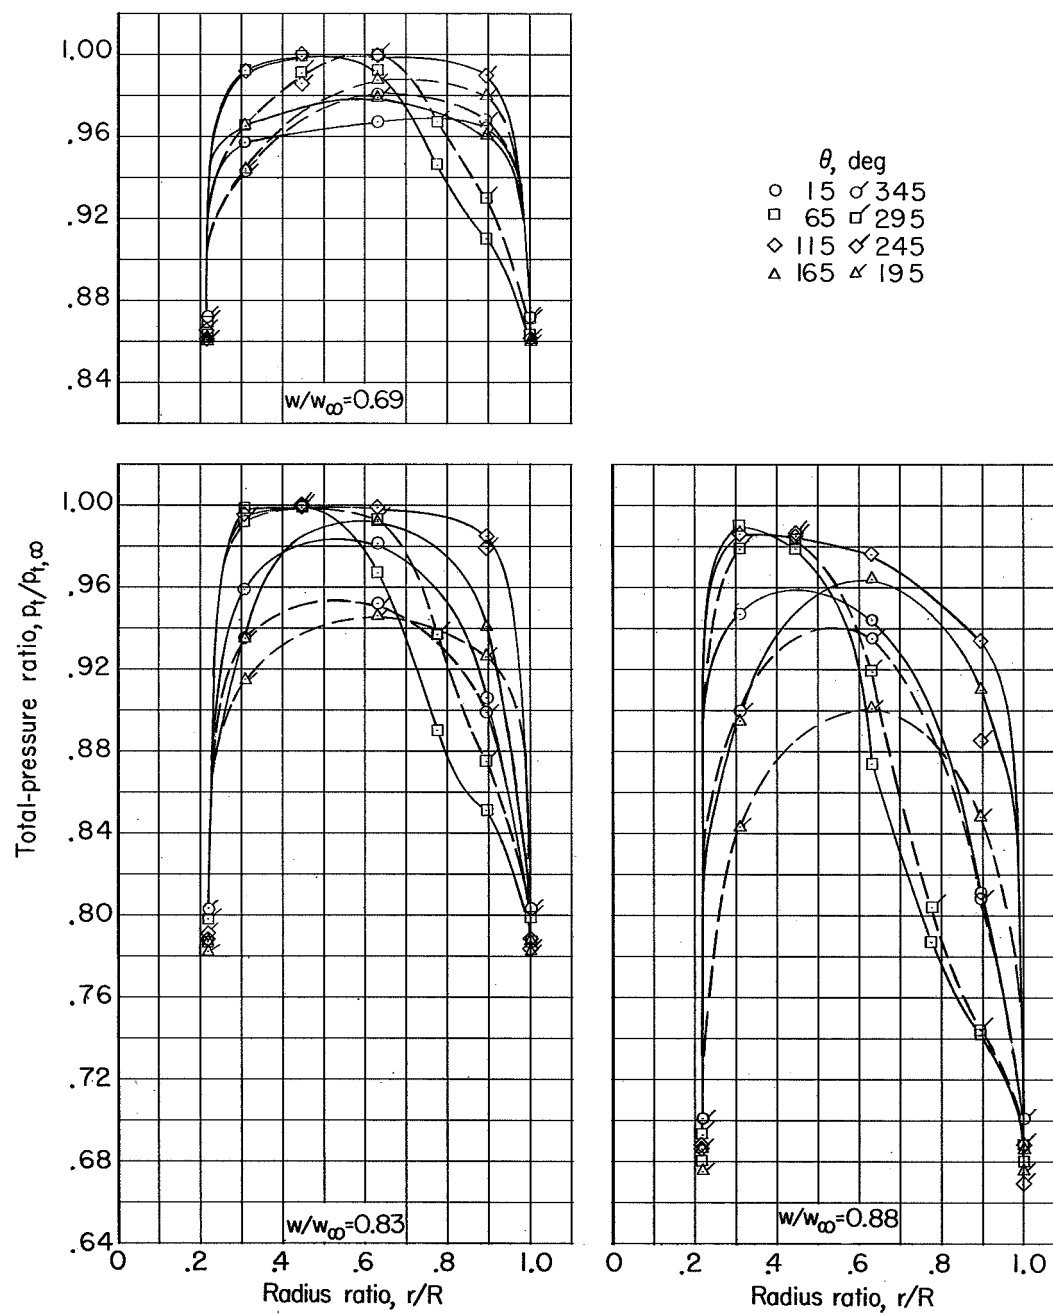 1.00
.96
.92
.88
.84
w/w∞=0.69
θ, deg
15 345
65 295
115 245
165 195
Total-pressure ratio, pt/pt,∞
1.00
.96
.92
.88
.84
.80
.76
.72
.68
.64
w/w∞=0.83
w/w∞=0.88
0 .2 .4 .6 .8 1.0
0 .2 .4 .6 .8 1.0
Radius ratio, r/R
Radius ratio, r/R